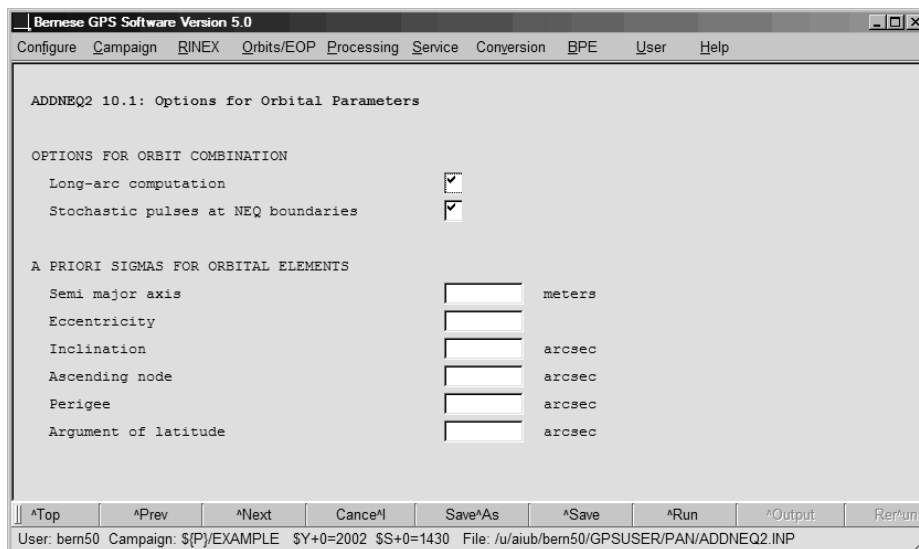 Bernese GPS Software Version 5.0
Configure Campaign RINEX Orbits/EOP Processing Service Conversion BPE User Help
ADDNEQ2 10.1: Options for Orbital Parameters
OPTIONS FOR ORBIT COMBINATION
Long-arc computation
Stochastic pulses at NEQ boundaries
A PRIORI SIGMAS FOR ORBITAL ELEMENTS
Semi major axis meters
Eccentricity
Inclination arcsec
Ascending node arcsec
Perigee arcsec
Argument of latitude arcsec
^Top ^Prev ^Next Cance^l Save^As ^Save ^Run ^Output Rer^un
User: bern50 Campaign: ${P}/EXAMPLE $Y+0=2002 $S+0=1430 File: /u/aiub/bern50/GPSUSER/PAN/ADDNEQ2.INP